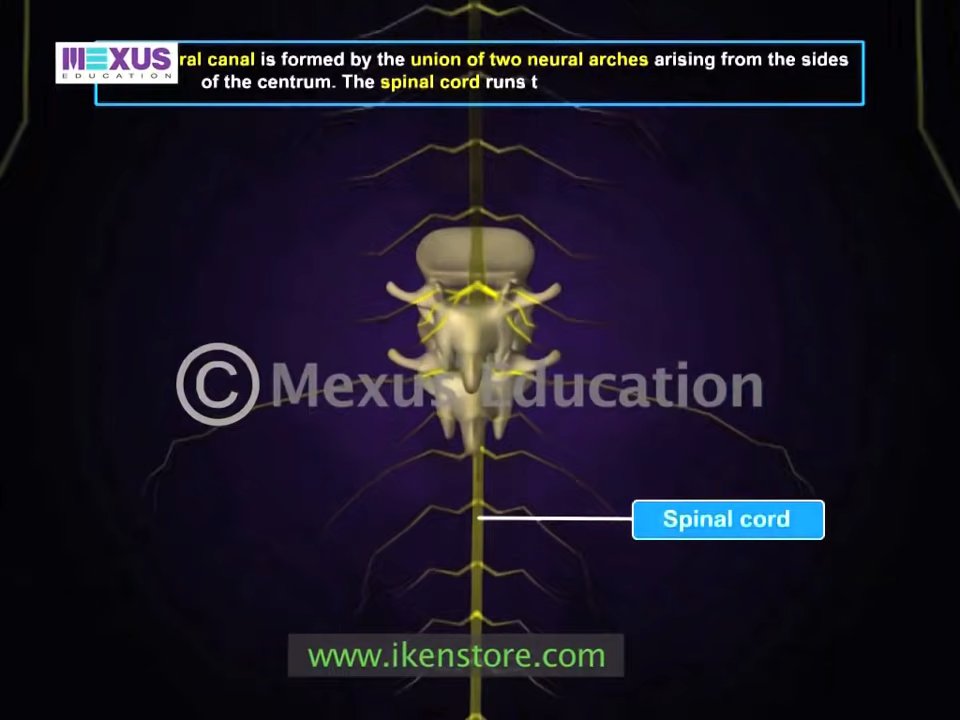 MEXUS
EDUCATION
ral canal is formed by the union of two neural arches arising from the sides
of the centrum. The spinal cord runs t
© Mexus Education
Spinal cord
www.ikenstore.com